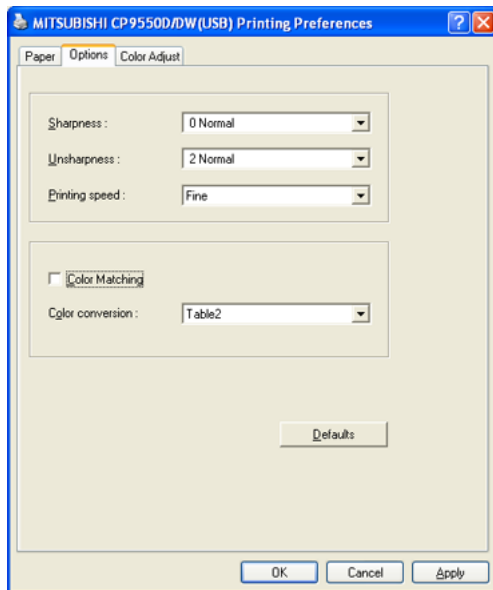 MITSUBISHI CP9550D/DW(USB) Printing Preferences
Paper Options Color Adjust
Sharpness : 0 Normal
Unsharpness : 2 Normal
Printing speed : Fine
Color Matching
Color conversion : Table2
Defaults
OK Cancel Apply